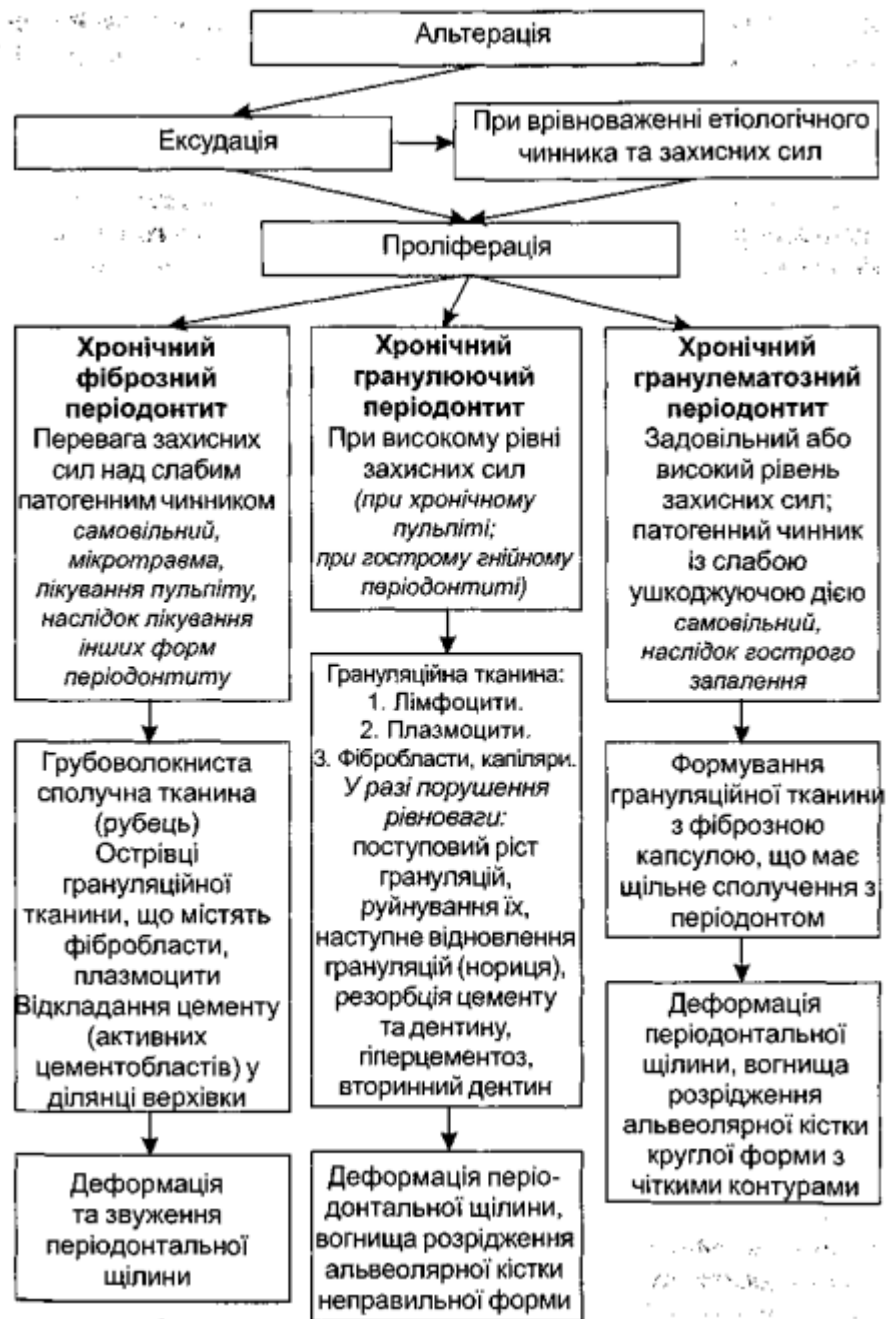 Альтерація
Ексудація
При врівноваженні етіологічного
чинника та захисних сил
Проліферація
Хронічний
фіброзний
періодонтит
Перевага захисних
сил над слабим
патогенним чинником
самовільний,
мікротравма,
лікування пульпіту,
наслідок лікування
інших форм
періодонтиту
Грубоволокниста
сполучна тканина
(рубець)
Острівці
грануляційної
тканини, що містять
фібробласти,
плазмоцити
Відкладання цементу
(активних
цементобластів) у
ділянці верхівки
Деформація
та звуження
періодонтальної
щілини
Хронічний
гранулюючий
періодонтит
При високому рівні
захисних сил
(при хронічному
пульпіті;
при гострому гнійному
періодонтиті)
Грануляційна тканина:
1. Лімфоцити.
2. Плазмоцити.
3. Фібробласти, капіляри.
У разі порушення
рівноваги:
поступовий ріст
грануляцій,
руйнування їх,
наступне відновлення
грануляцій (нориця),
резорбція цементу
та дентину,
гіперцементоз,
вторинний дентин
Деформація періо-
донтальної щілини,
вогнища розрідження
альвеолярної кістки
неправильної форми
Хронічний
гранулематозний
періодонтит
Задовільний або
високий рівень
захисних сил;
патогенний чинник
із слабою
ушкоджуючою дією
самовільний,
наслідок гострого
запалення
Формування
грануляційної тканини
з фіброзною
капсулою, що має
щільне сполучення з
періодонтом
Деформація
періодонтальної
щілини, вогнища
розрідження
альвеолярної кістки
круглої форми з
чіткими контурами